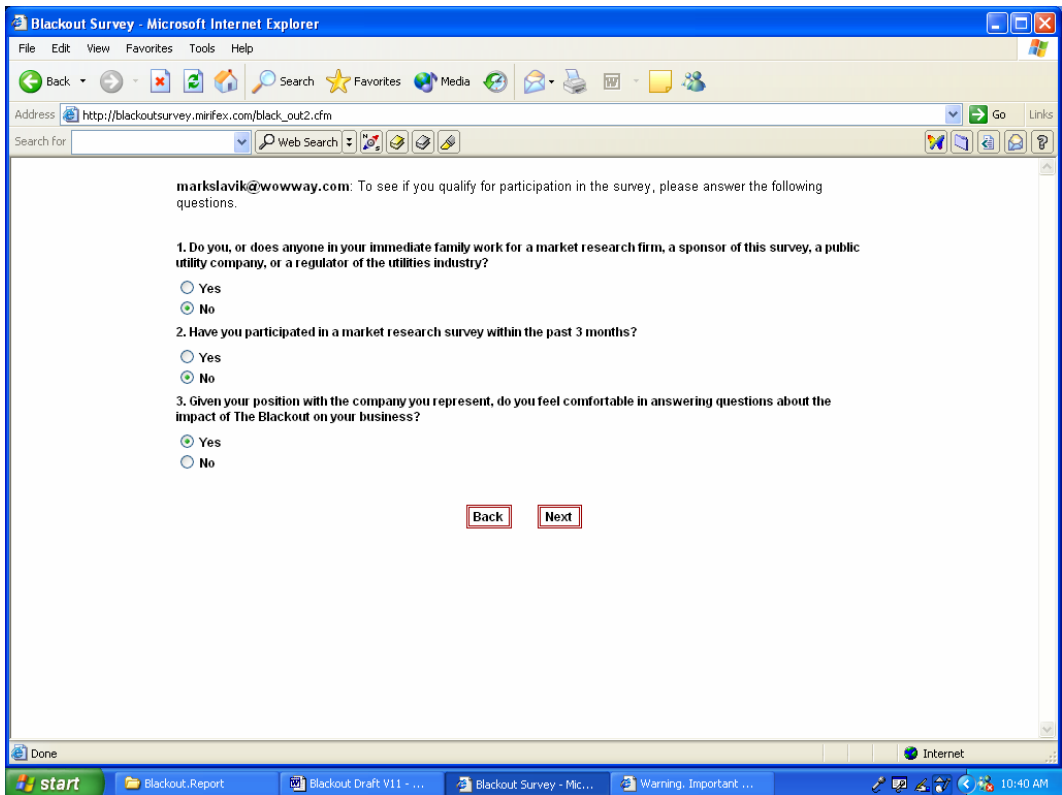 Blackout Survey - Microsoft Internet Explorer
File Edit View Favorites Tools Help
Back Search Favorites Media
Address http://blackoutsurvey.mirifex.com/black_out2.cfm Go Links
Search for Web Search
markslavik@wowway.com: To see if you qualify for participation in the survey, please answer the following
questions.
1. Do you, or does anyone in your immediate family work for a market research firm, a sponsor of this survey, a public
utility company, or a regulator of the utilities industry?
Yes
No
2. Have you participated in a market research survey within the past 3 months?
Yes
No
3. Given your position with the company you represent, do you feel comfortable in answering questions about the
impact of The Blackout on your business?
Yes
No
Back Next
Done Internet
start Blackout.Report Blackout Draft V11 - ... Blackout Survey - Mic... Warning. Important ... 10:40 AM